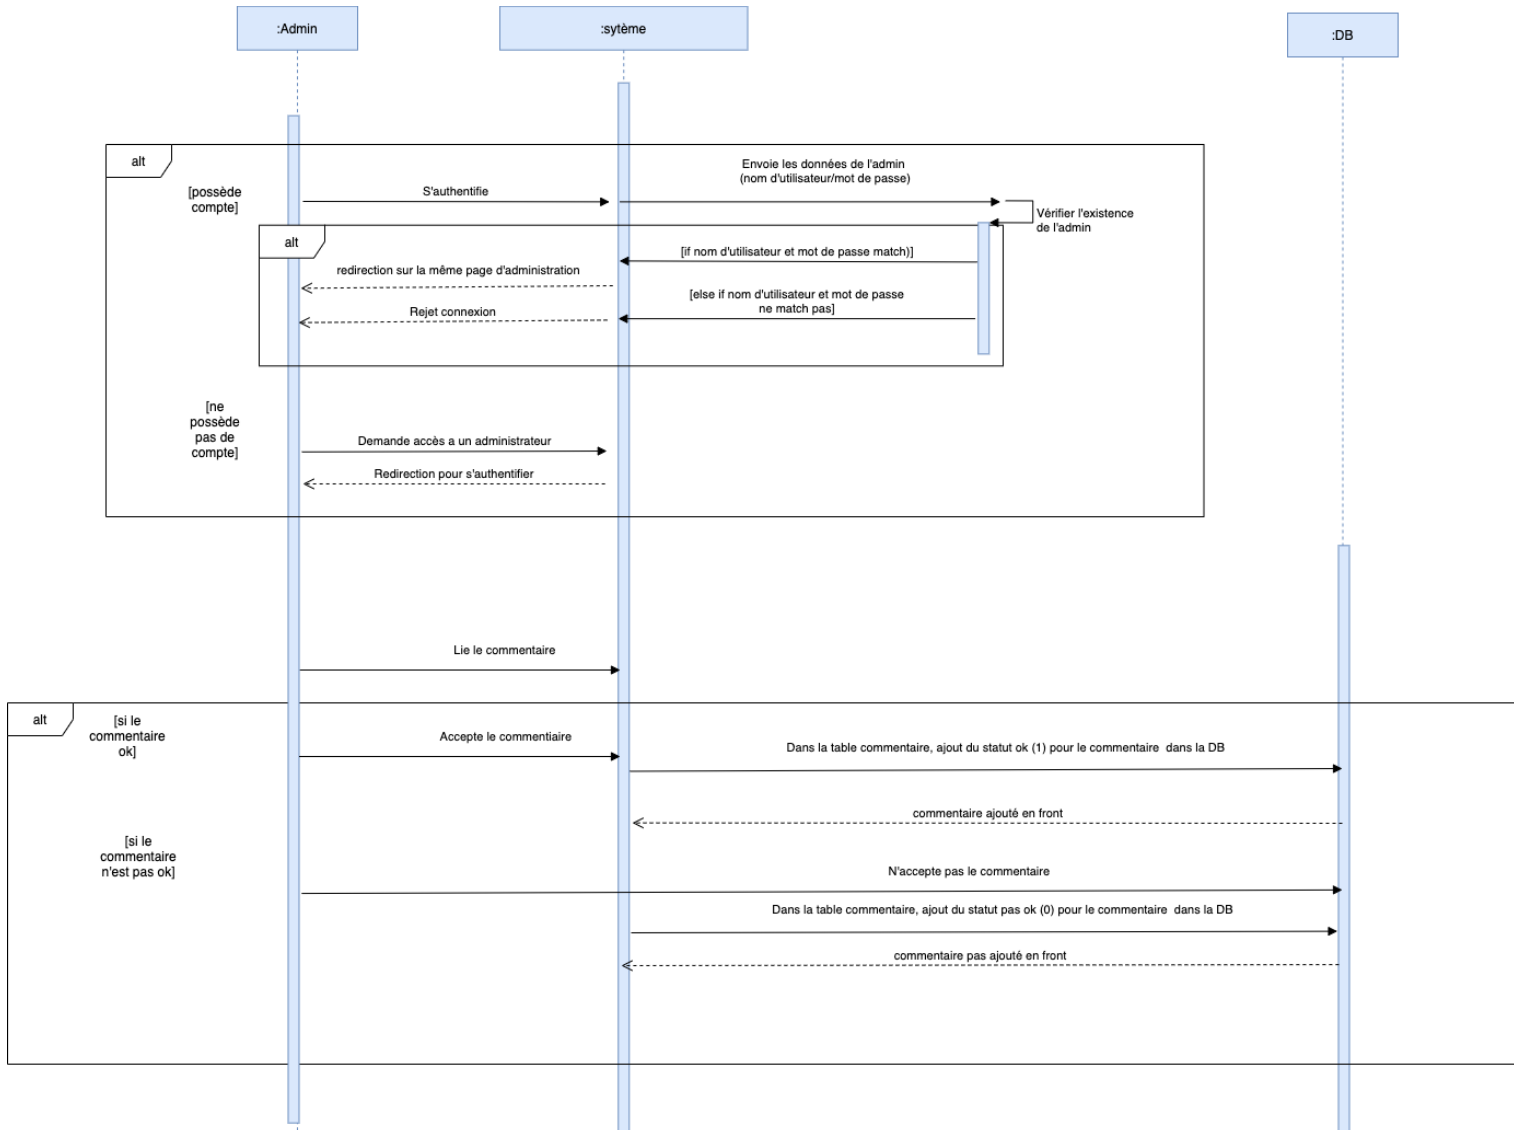 :Admin
:sytème
:DB
alt
[possède
compte]
S'authentifie
Envoie les données de l'admin
(nom d'utilisateur/mot de passe)
Vérifier l'existence
de l'admin
alt
[if nom d'utilisateur et mot de passe match)]
redirection sur la même page d'administration
[else if nom d'utilisateur et mot de passe
ne match pas]
Rejet connexion
[ne
possède
pas de
compte]
Demande accès a un administrateur
Redirection pour s'authentifier
Lie le commentaire
alt
[si le
commentaire
ok]
Accepte le commentiaire
Dans la table commentaire, ajout du statut ok (1) pour le commentaire  dans la DB
commentaire ajouté en front
[si le
commentaire
n'est pas ok]
N'accepte pas le commentaire
Dans la table commentaire, ajout du statut pas ok (0) pour le commentaire  dans la DB
commentaire pas ajouté en front